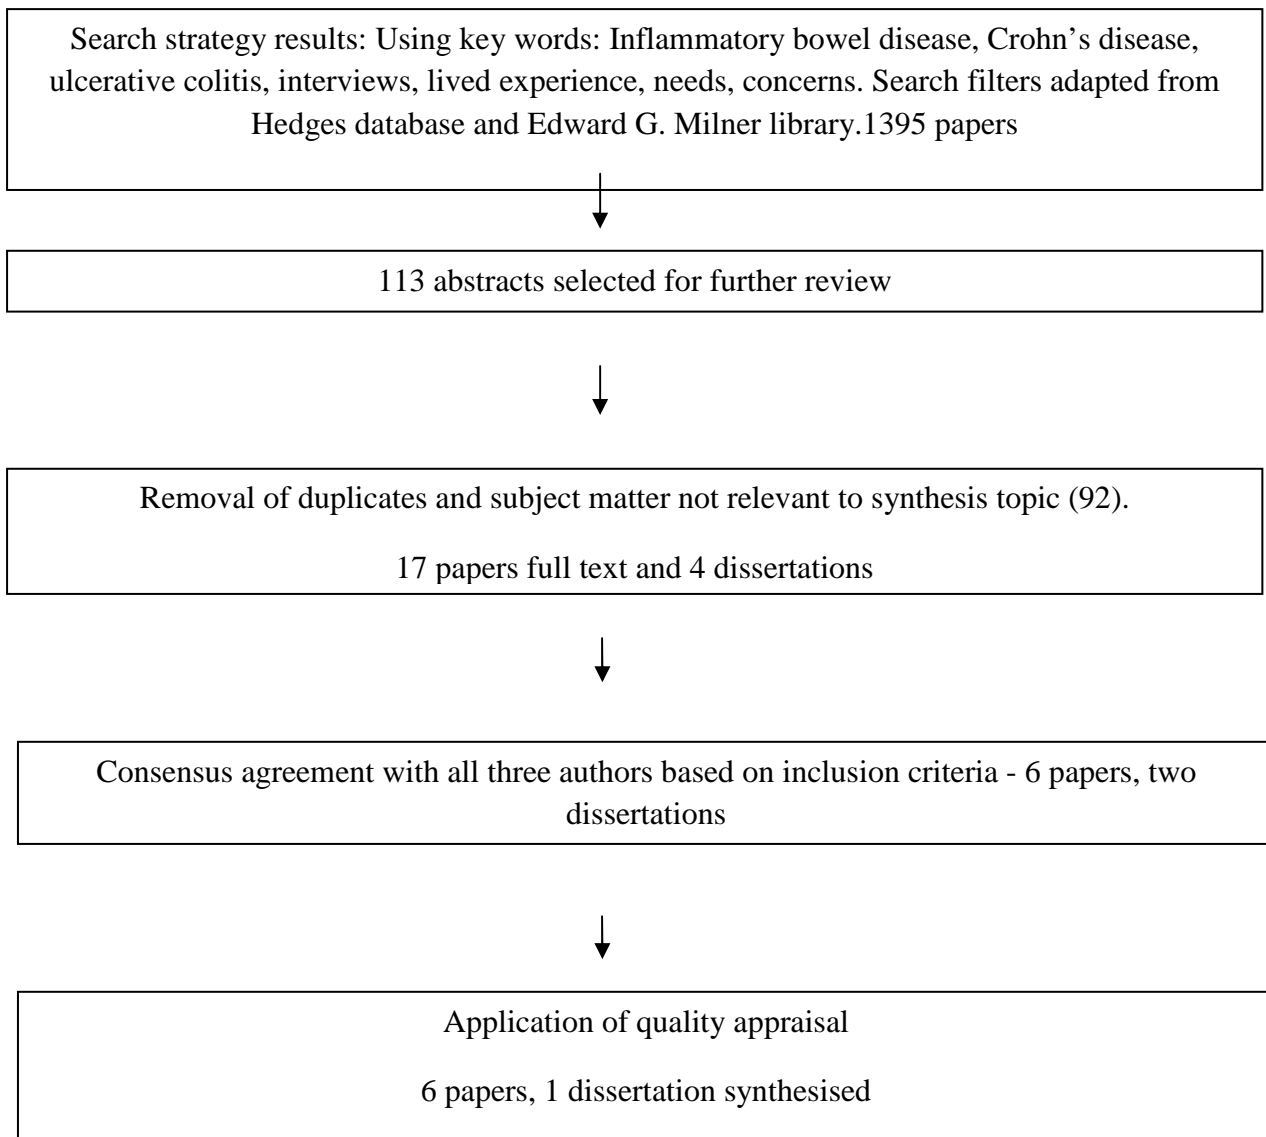 Search strategy results: Using key words: Inflammatory bowel disease, Crohn’s disease,
ulcerative colitis, interviews, lived experience, needs, concerns. Search filters adapted from
Hedges database and Edward G. Milner library.1395 papers
113 abstracts selected for further review
Removal of duplicates and subject matter not relevant to synthesis topic (92).
17 papers full text and 4 dissertations
Consensus agreement with all three authors based on inclusion criteria - 6 papers, two
dissertations
Application of quality appraisal
6 papers, 1 dissertation synthesised